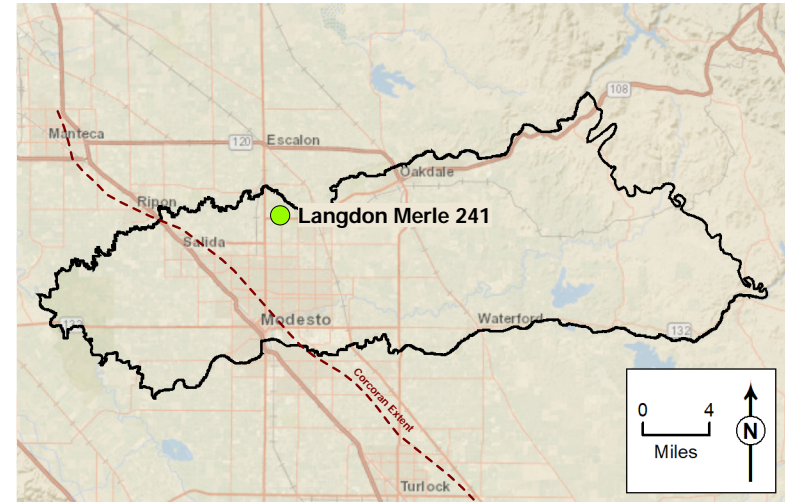 108
Manteca
120 Escalon
Oakdale
Ripon
Langdon Merle 241
Salida
132
Modesto
Waterford
132
Corcoran Extent
0 4
Miles
N
Turlock